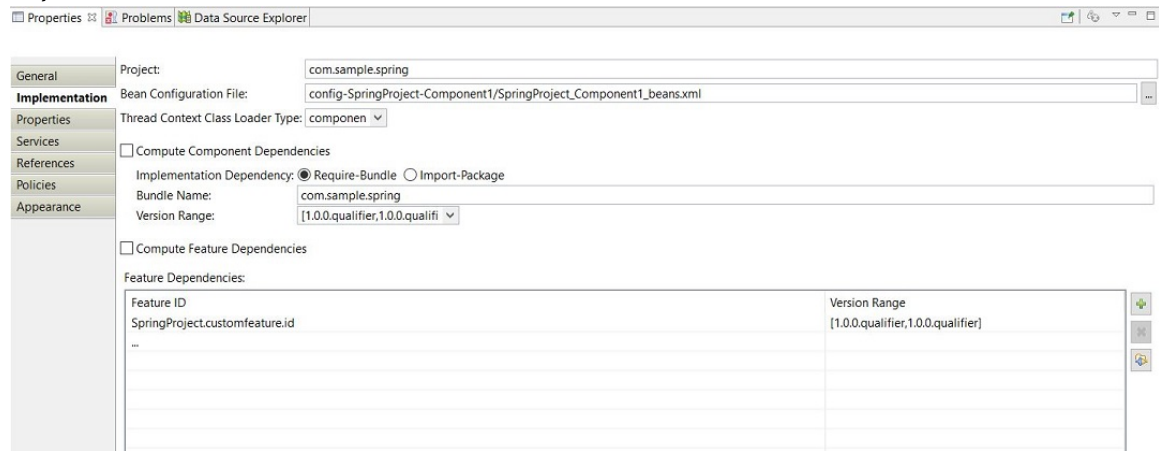 Properties Problems Data Source Explorer
General
Implementation
Properties
Services
References
Policies
Appearance
Project: com.sample.spring
Bean Configuration File: config-SpringProject-Component1/SpringProject_Component1_beans.xml ...
Thread Context Class Loader Type: componen
Compute Component Dependencies
Implementation Dependency: Require-Bundle Import-Package
Bundle Name: com.sample.spring
Version Range: [1.0.0.qualifier,1.0.0.qualifi
Compute Feature Dependencies
Feature Dependencies:
Feature ID Version Range
SpringProject.customfeature.id [1.0.0.qualifier,1.0.0.qualifier]
...